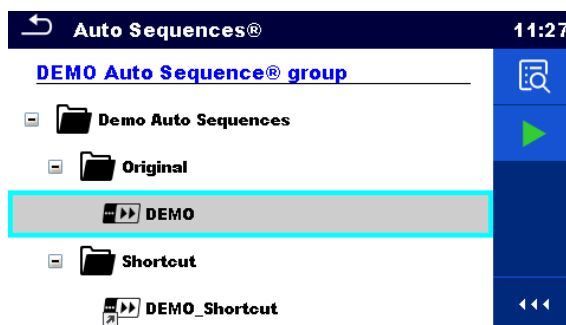 Auto Sequences®
11:27
DEMO Auto Sequence® group
Demo Auto Sequences
Original
DEMO
Shortcut
DEMO_Shortcut